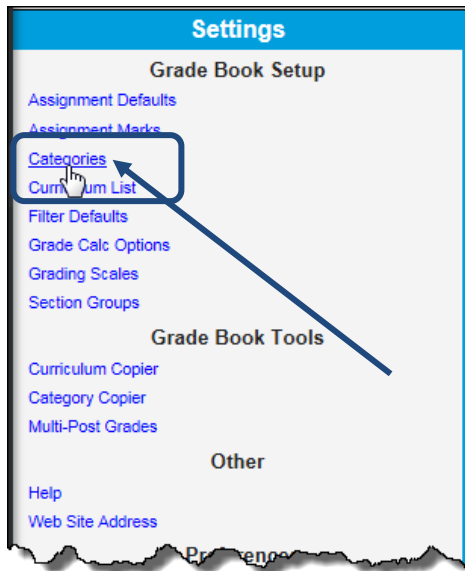 Settings
Grade Book Setup
Assignment Defaults
Assignment Marks
Categories
Curriculum List
Filter Defaults
Grade Calc Options
Grading Scales
Section Groups
Grade Book Tools
Curriculum Copier
Category Copier
Multi-Post Grades
Other
Help
Web Site Address